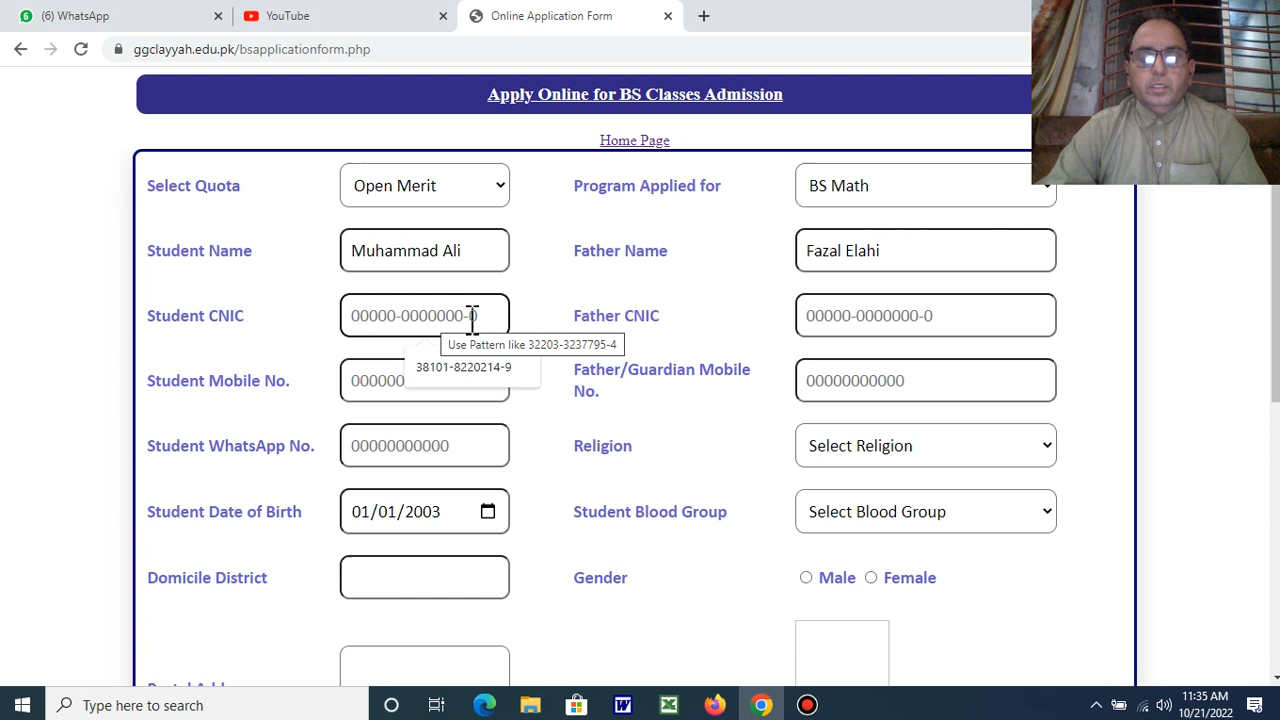 6 (6) WhatsApp
YouTube
Online Application Form
ggclayyah.edu.pk/bsapplicationform.php
Apply Online for BS Classes Admission
Home Page
Select Quota Open Merit Program Applied for BS Math
Student Name Muhammad Ali Father Name Fazal Elahi
Student CNIC 00000-0000000-0 Father CNIC 00000-0000000-0
Use Pattern like 32203-3237795-4
38101-8220214-9
Student Mobile No. 000000 Father/Guardian Mobile No. 00000000000
Student WhatsApp No. 00000000000 Religion Select Religion
Student Date of Birth 01/01/2003 Student Blood Group Select Blood Group
Domicile District Gender Male Female
Type here to search
W
11:35 AM
10/21/2022